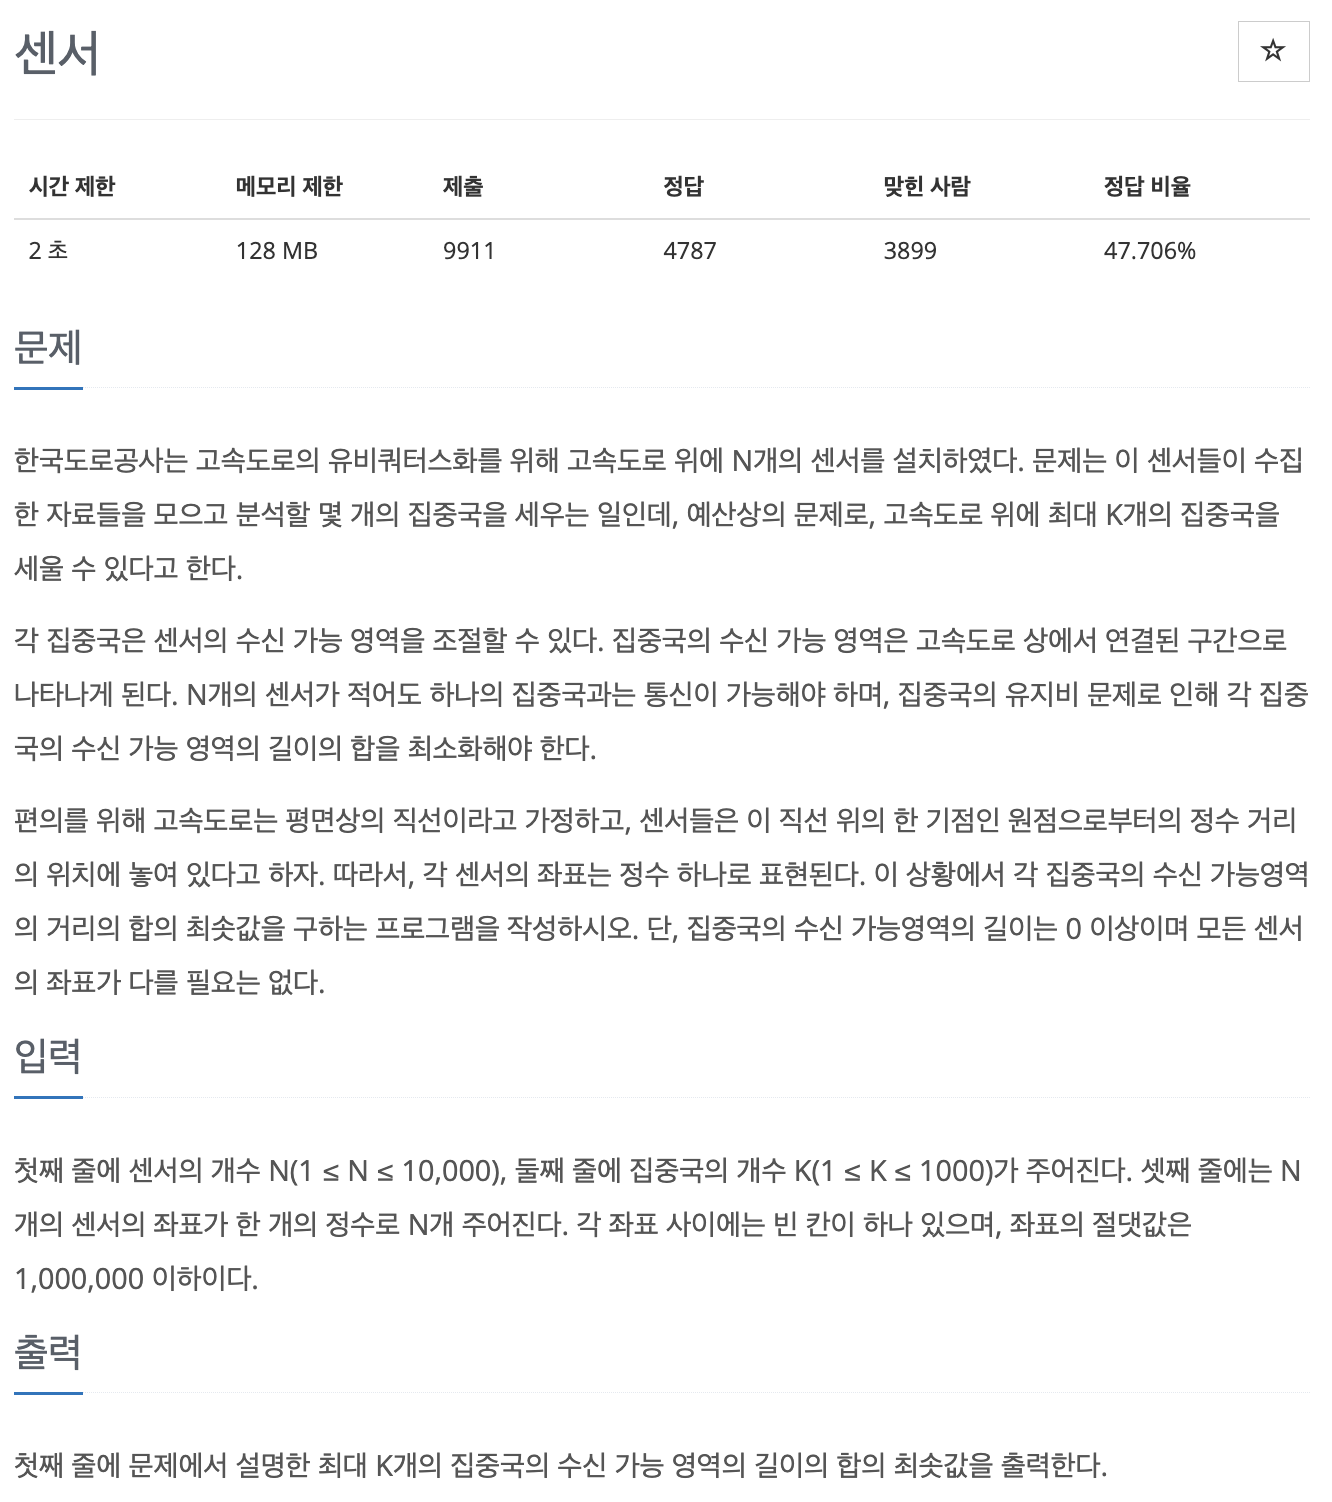 센서
☆
시간 제한 메모리 제한 제출 정답 맞힌 사람 정답 비율
2 초 128 MB 9911 4787 3899 47.706%
문제
한국도로공사는 고속도로의 유비쿼터스화를 위해 고속도로 위에 N개의 센서를 설치하였다. 문제는 이 센서들이 수집
한 자료들을 모으고 분석할 몇 개의 집중국을 세우는 일인데, 예산상의 문제로, 고속도로 위에 최대 K개의 집중국을
세울 수 있다고 한다.
각 집중국은 센서의 수신 가능 영역을 조절할 수 있다. 집중국의 수신 가능 영역은 고속도로 상에서 연결된 구간으로
나타나게 된다. N개의 센서가 적어도 하나의 집중국과는 통신이 가능해야 하며, 집중국의 유지비 문제로 인해 각 집중
국의 수신 가능 영역의 길이의 합을 최소화해야 한다.
편의를 위해 고속도로는 평면상의 직선이라고 가정하고, 센서들은 이 직선 위의 한 기점인 원점으로부터의 정수 거리
의 위치에 놓여 있다고 하자. 따라서, 각 센서의 좌표는 정수 하나로 표현된다. 이 상황에서 각 집중국의 수신 가능영역
의 거리의 합의 최솟값을 구하는 프로그램을 작성하시오. 단, 집중국의 수신 가능영역의 길이는 0 이상이며 모든 센서
의 좌표가 다를 필요는 없다.
입력
첫째 줄에 센서의 개수 N(1 ≤ N ≤ 10,000), 둘째 줄에 집중국의 개수 K(1 ≤ K ≤ 1000)가 주어진다. 셋째 줄에는 N
개의 센서의 좌표가 한 개의 정수로 N개 주어진다. 각 좌표 사이에는 빈 칸이 하나 있으며, 좌표의 절댓값은
1,000,000 이하이다.
출력
첫째 줄에 문제에서 설명한 최대 K개의 집중국의 수신 가능 영역의 길이의 합의 최솟값을 출력한다.